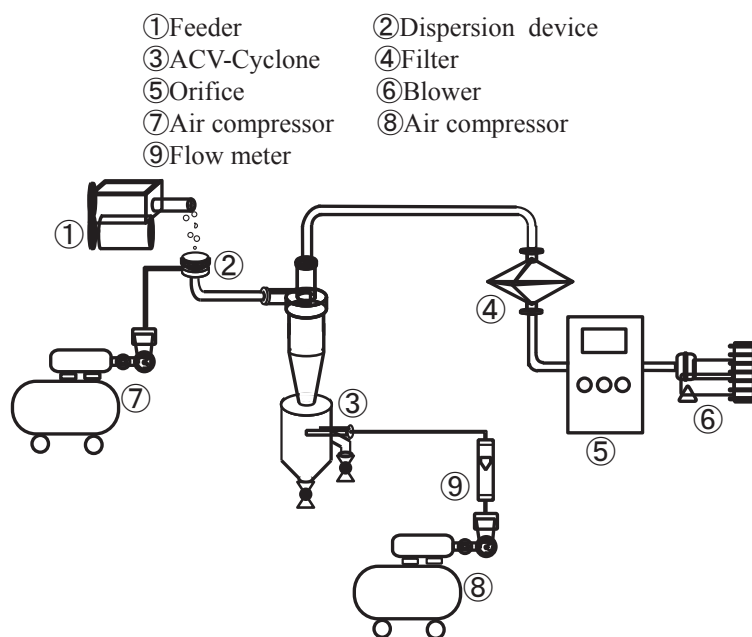 ①Feeder ②Dispersion device
③ACV-Cyclone ④Filter
⑤Orifice ⑥Blower
⑦Air compressor ⑧Air compressor
⑨Flow meter
①
②
④
⑦
③
⑥
⑤
⑨
⑧